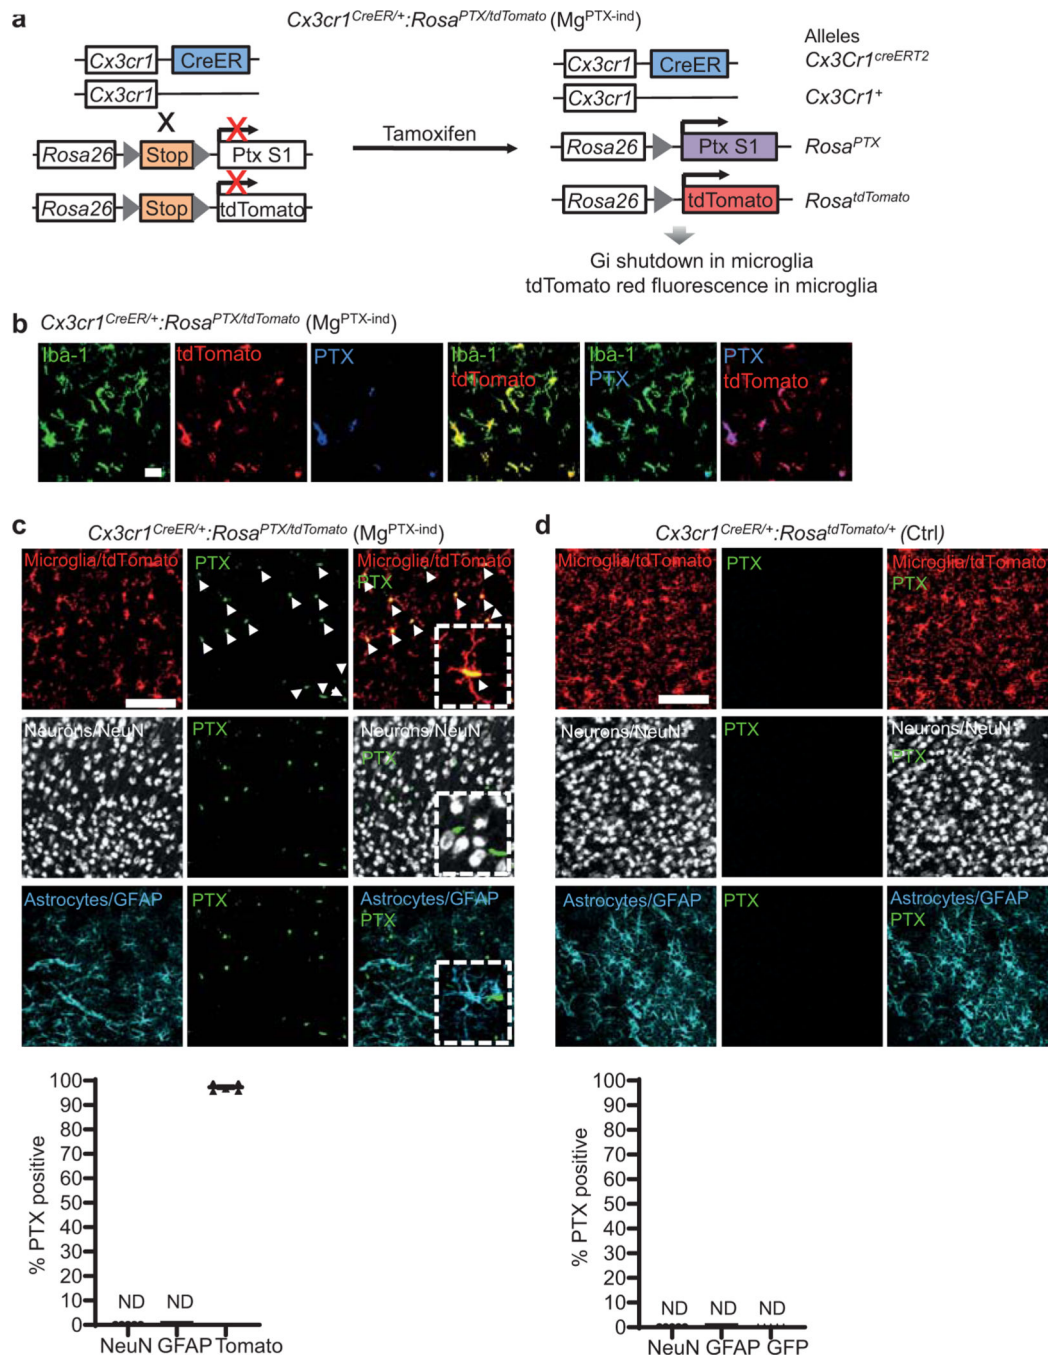 a
Cx3cr1CreER/+:RosaPTX/tdTomato (MgPTX-ind)
Cx3cr1 CreER
Cx3cr1
X
Rosa26 Stop X Ptx S1
Rosa26 Stop X tdTomato
Tamoxifen
Alleles
Cx3cr1 CreER Cx3Cr1creERT2
Cx3cr1 Cx3Cr1+
Rosa26 Ptx S1 RosaPTX
Rosa26 tdTomato RosatdTomato
Gi shutdown in microglia
tdTomato red fluorescence in microglia
b Cx3cr1CreER/+:RosaPTX/tdTomato (MgPTX-ind)
Iba-1 tdTomato PTX Iba-1 Iba-1 PTX
tdTomato PTX tdTomato
c Cx3cr1CreER/+:RosaPTX/tdTomato (MgPTX-ind)
Microglia/tdTomato PTX Microglia/tdTomato
PTX
Neurons/NeuN PTX Neurons/NeuN
PTX
Astrocytes/GFAP PTX Astrocytes/GFAP
PTX
% PTX positive
100
90
80
70
60
50
40
30
20
10
0
ND ND
NeuN GFAP Tomato
d Cx3cr1CreER/+:RosatdTomato/+ (Ctrl)
Microglia/tdTomato PTX Microglia/tdTomato
PTX
Neurons/NeuN PTX Neurons/NeuN
PTX
Astrocytes/GFAP PTX Astrocytes/GFAP
PTX
% PTX positive
100
90
80
70
60
50
40
30
20
10
0
ND ND ND
NeuN GFAP GFP